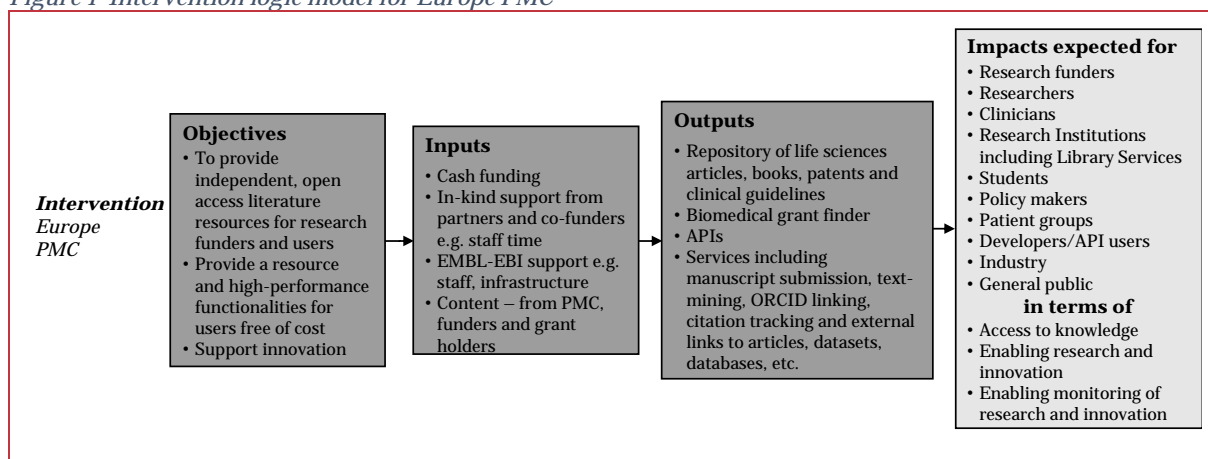 Figure 1 Intervention logic model for Europe PMC
Intervention
Europe
PMC
Objectives
• To provide
independent, open
access literature
resources for research
funders and users
• Provide a resource
and high-performance
functionalities for
users free of cost
• Support innovation
Inputs
• Cash funding
• In-kind support from
partners and co-funders
e.g. staff time
• EMBL-EBI support e.g.
staff, infrastructure
• Content – from PMC,
funders and grant
holders
Outputs
• Repository of life sciences
articles, books, patents and
clinical guidelines
• Biomedical grant finder
• APIs
• Services including
manuscript submission, text-
mining, ORCID linking,
citation tracking and external
links to articles, datasets,
databases, etc.
Impacts expected for
• Research funders
• Researchers
• Clinicians
• Research Institutions
including Library Services
• Students
• Policy makers
• Patient groups
• Developers/API users
• Industry
• General public
in terms of
• Access to knowledge
• Enabling research and
innovation
• Enabling monitoring of
research and innovation